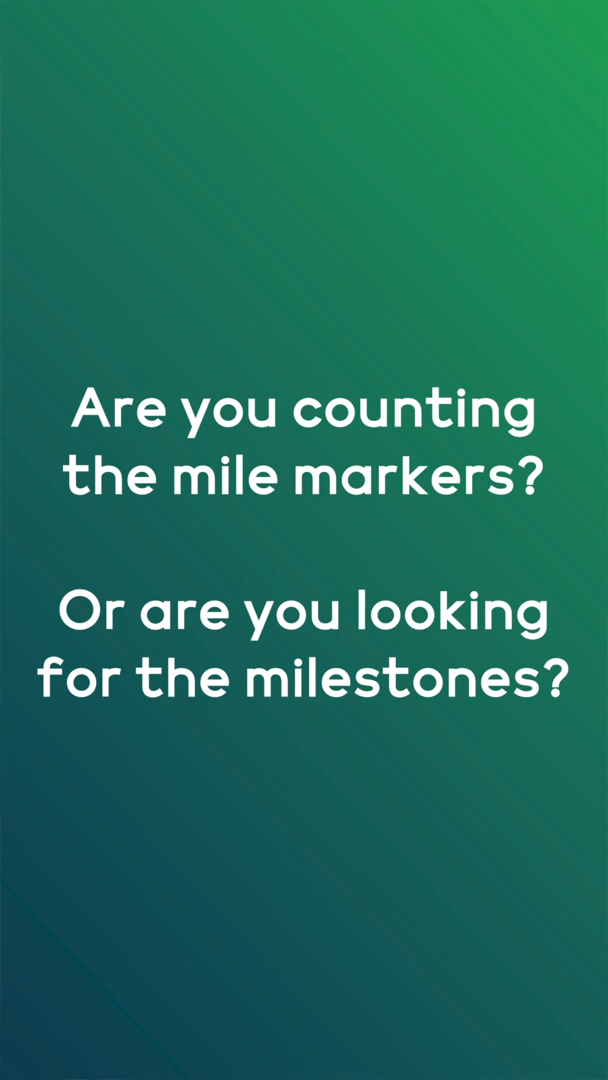 Are you counting
the mile markers?
Or are you looking
for the milestones?